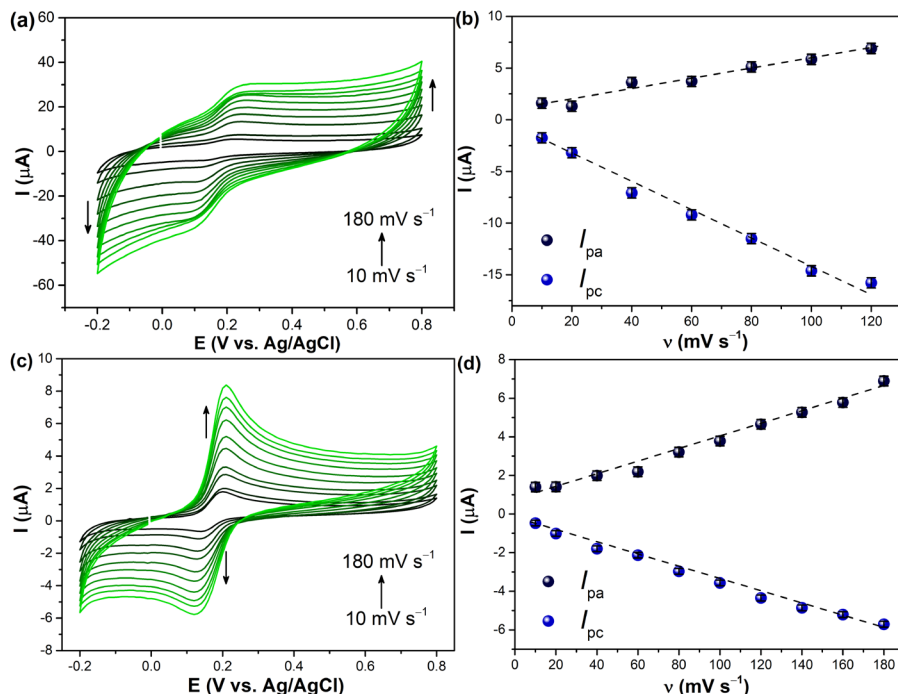 (a)
60
40
20
0
-20
-40
-60
I (µA)
-0.2 0.0 0.2 0.4 0.6 0.8
E (V vs. Ag/AgCl)
180 mV s⁻¹
10 mV s⁻¹
(b)
10
5
0
-5
-10
-15
I (µA)
0 20 40 60 80 100 120
ν (mV s⁻¹)
Ipa
Ipc
(c)
10
8
6
4
2
0
-2
-4
-6
8
I (µA)
-0.2 0.0 0.2 0.4 0.6 0.8
E (V vs. Ag/AgCl)
180 mV s⁻¹
10 mV s⁻¹
(d)
8
6
4
2
0
-2
-4
-6
I (µA)
0 20 40 60 80 100 120 140 160 180
ν (mV s⁻¹)
Ipa
Ipc